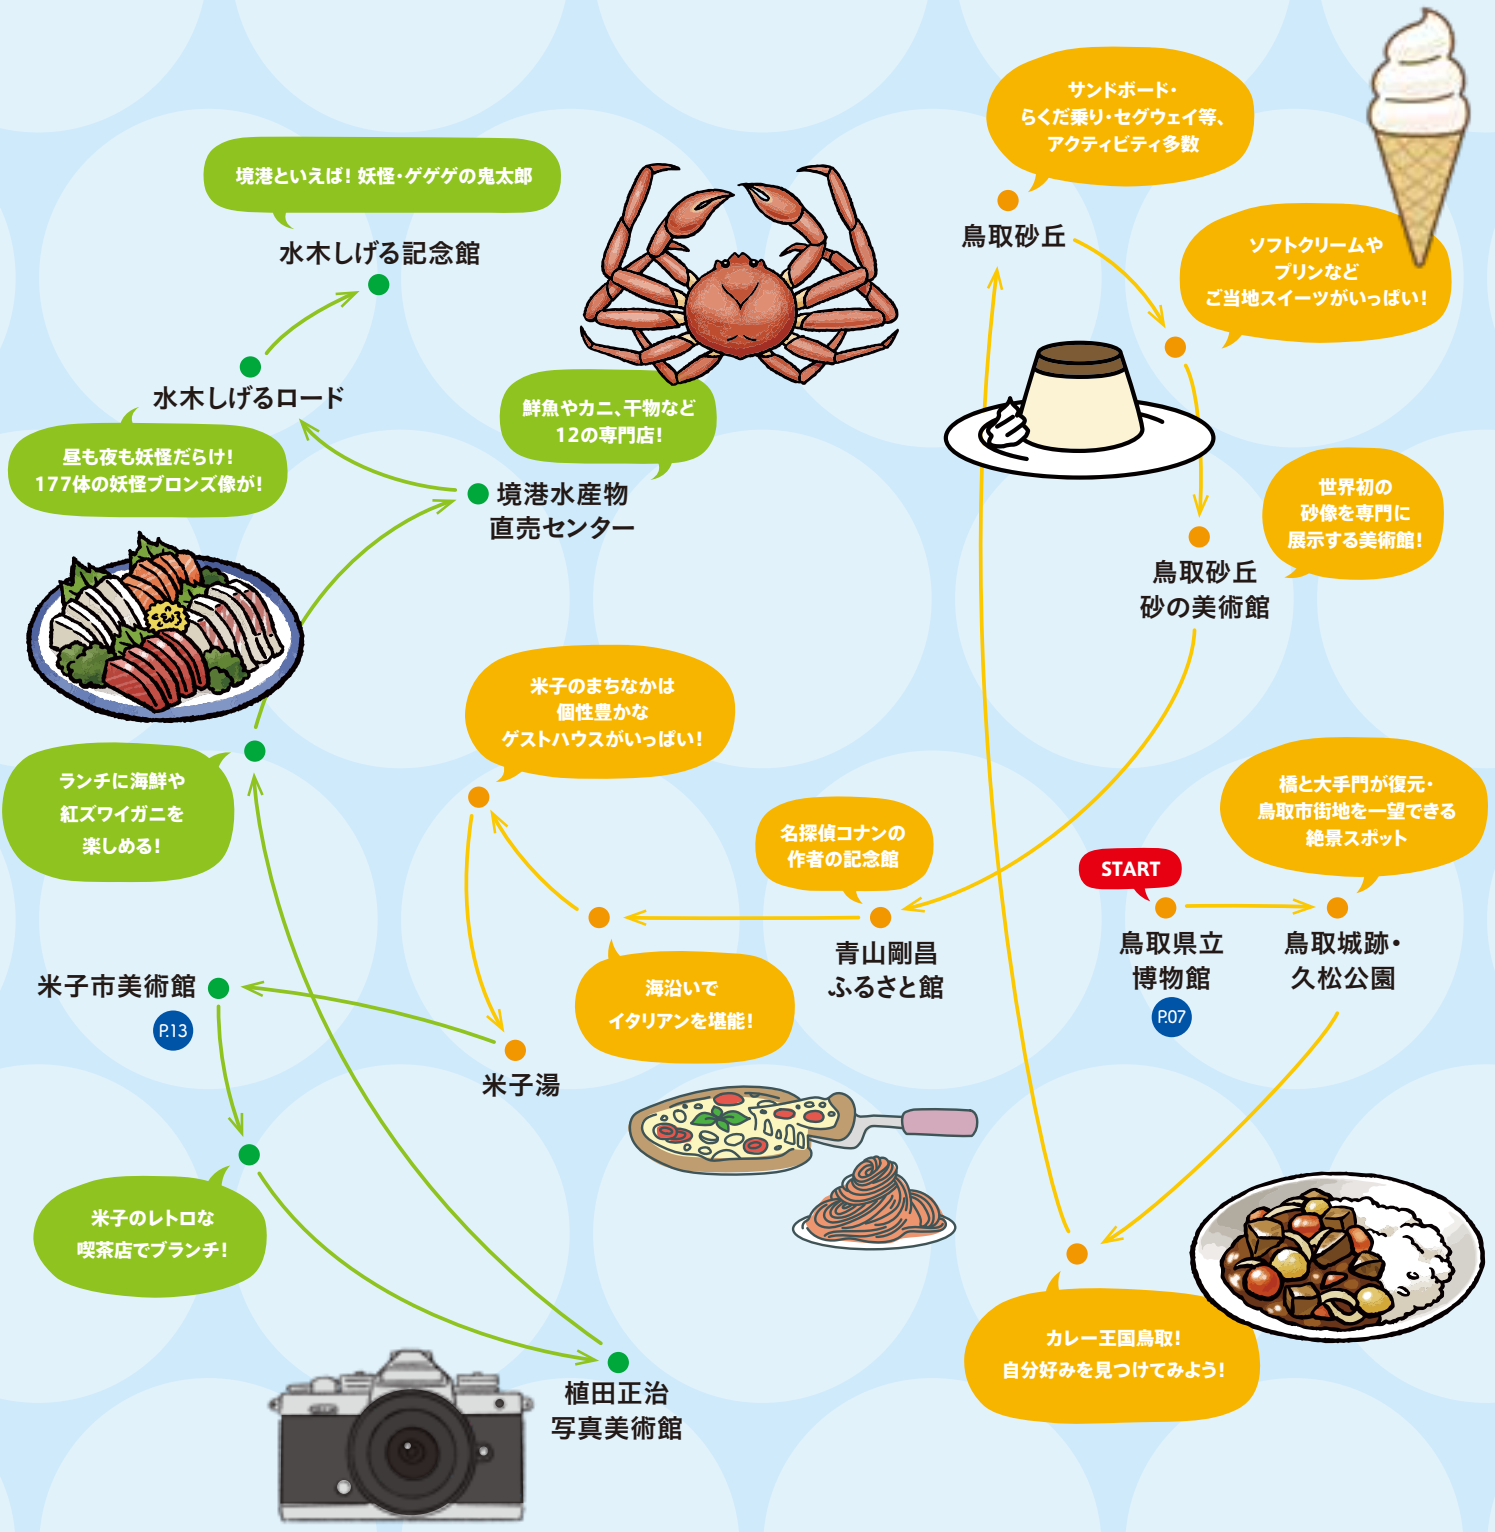 サンドボード・
らくだ乗り・セグウェイ等、
アクティビティ多数
鳥取砂丘
ソフトクリームや
プリンなど
ご当地スイーツがいっぱい!
境港といえば! 妖怪・ゲゲゲの鬼太郎
水木しげる記念館
水木しげるロード
昼も夜も妖怪だらけ!
177体の妖怪ブロンズ像が!
鮮魚やカニ、干物など
12の専門店!
境港水産物
直売センター
世界初の
砂像を専門に
展示する美術館!
鳥取砂丘
砂の美術館
米子のまちなかは
個性豊かな
ゲストハウスがいっぱい!
ランチに海鮮や
紅ズワイガニを
楽しめる!
名探偵コナンの
作者の記念館
青山剛昌
ふるさと館
橋と大手門が復元・
鳥取市街地を一望できる
絶景スポット
START
鳥取県立
博物館
P.07
鳥取城跡・
久松公園
海沿いで
イタリアンを堪能!
米子市美術館
P.13
米子湯
米子のレトロな
喫茶店でブランチ!
カレー王国鳥取!
自分好みを見つけてみよう!
植田正治
写真美術館